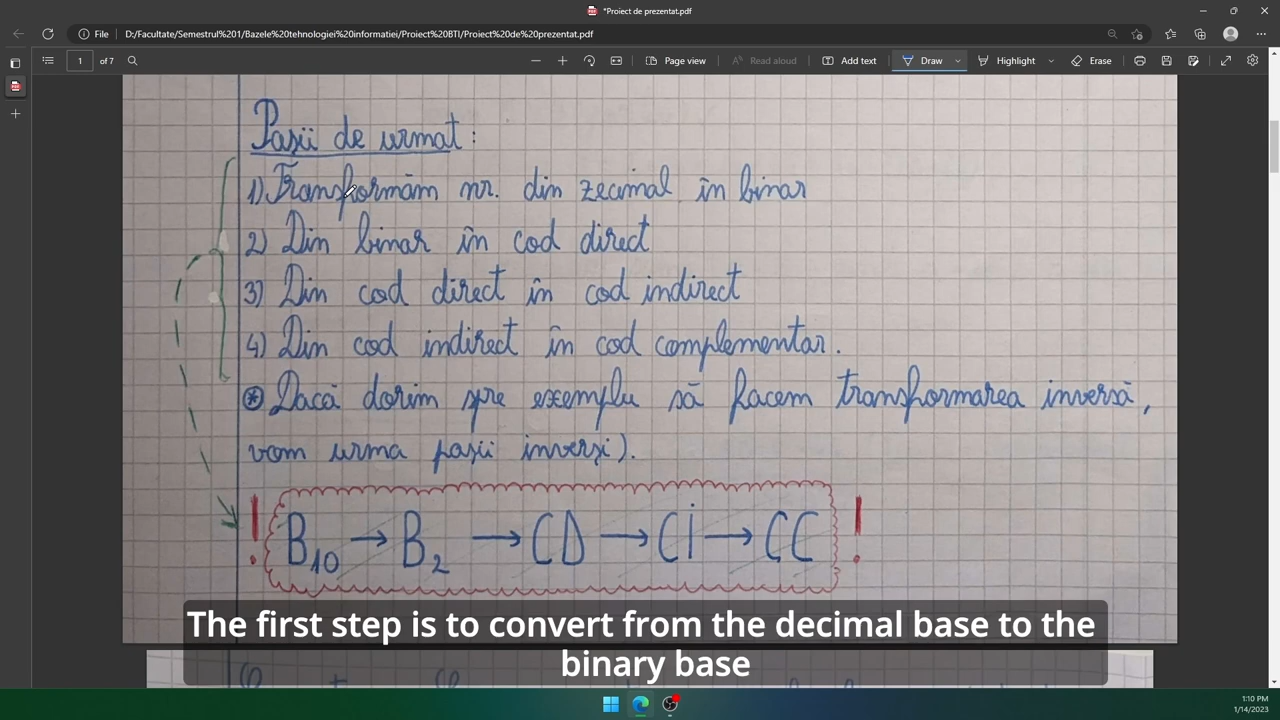 *Proiect de prezentat.pdf
File
D:/Facultate/Semestrul%201/Bazele%20tehnologiei%20informatiei/Proiect%20BTI/Proiect%20de%20prezentat.pdf
1 of 7
Page view
Read aloud
Add text
Draw
Highlight
Erase
Pașii de urmat:
1) Transformăm nr. din zecimal în binar
2) Din binar în cod direct
3) Din cod direct în cod indirect
4) Din cod indirect în cod complementar.
* Dacă dorim spre exemplu să facem transformarea inversă,
vom urma pașii inverși).
! B10 → B2 → CD → Ci → CC !
The first step is to convert from the decimal base to the
binary base
1:10 PM
1/14/2023